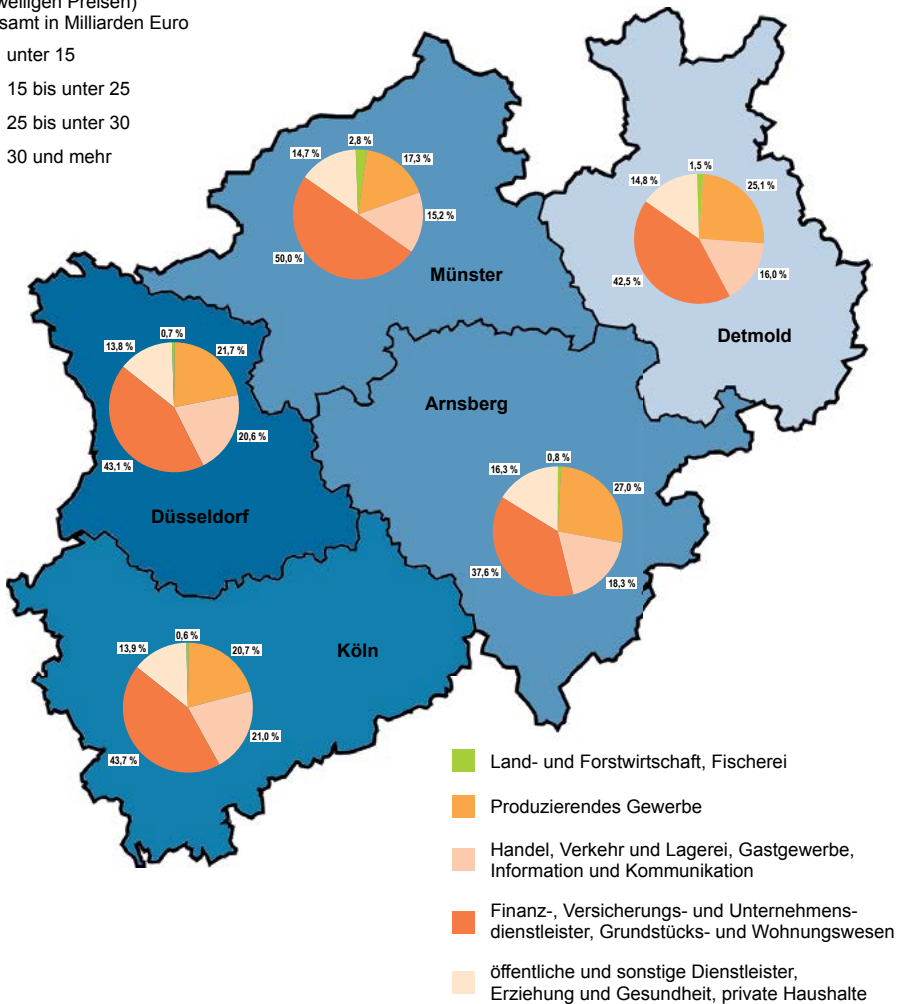 samt in Milliarden Euro
unter 15
15 bis unter 25
25 bis unter 30
30 und mehr
2,8 %
14,7 %
17,3 %
15,2 %
50,0 %
Münster
1,5 %
14,8 %
25,1 %
16,0 %
42,5 %
Detmold
0,7 %
13,8 %
21,7 %
20,6 %
43,1 %
Düsseldorf
Arnsberg
0,8 %
16,3 %
27,0 %
18,3 %
37,6 %
0,6 %
13,9 %
20,7 %
21,0 %
43,7 %
Köln
Land- und Forstwirtschaft, Fischerei
Produzierendes Gewerbe
Handel, Verkehr und Lagerei, Gastgewerbe,
Information und Kommunikation
Finanz-, Versicherungs- und Unternehmens-
dienstleister, Grundstücks- und Wohnungswesen
öffentliche und sonstige Dienstleister,
Erziehung und Gesundheit, private Haushalte